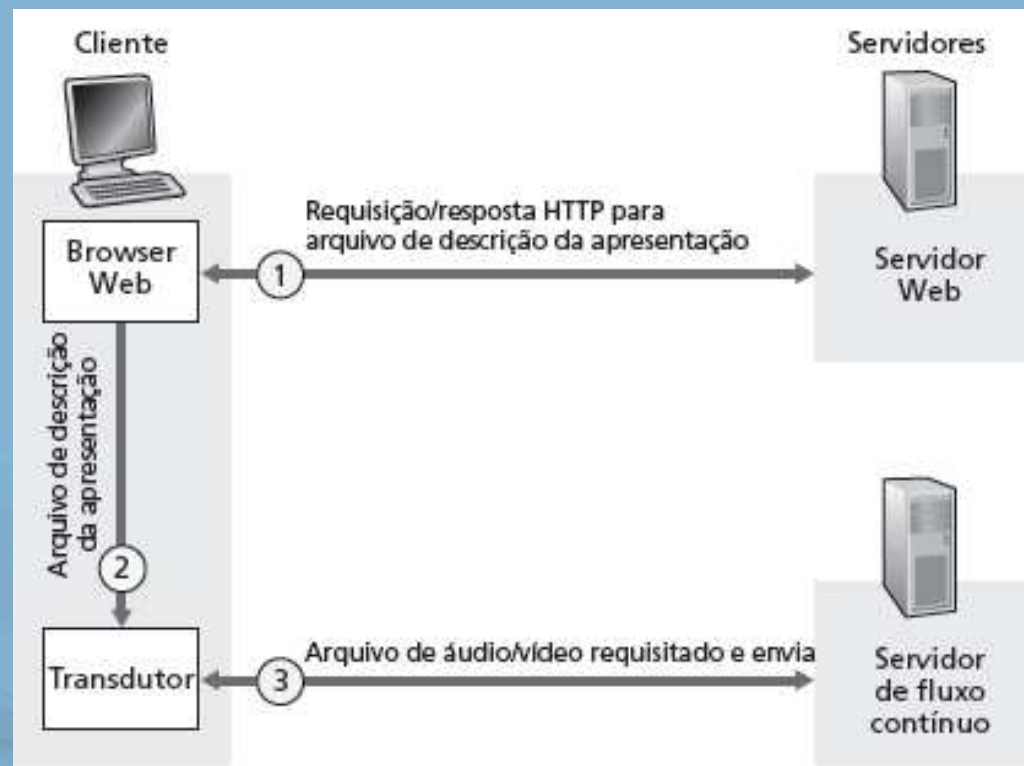 Cliente
Servidores
Requisição/resposta HTTP para
arquivo de descrição da apresentação
Browser
Web
1
Servidor
Web
Arquivo de descrição
da apresentação
2
Arquivo de áudio/vídeo requisitado e envia
Transdutor
3
Servidor
de fluxo
contínuo